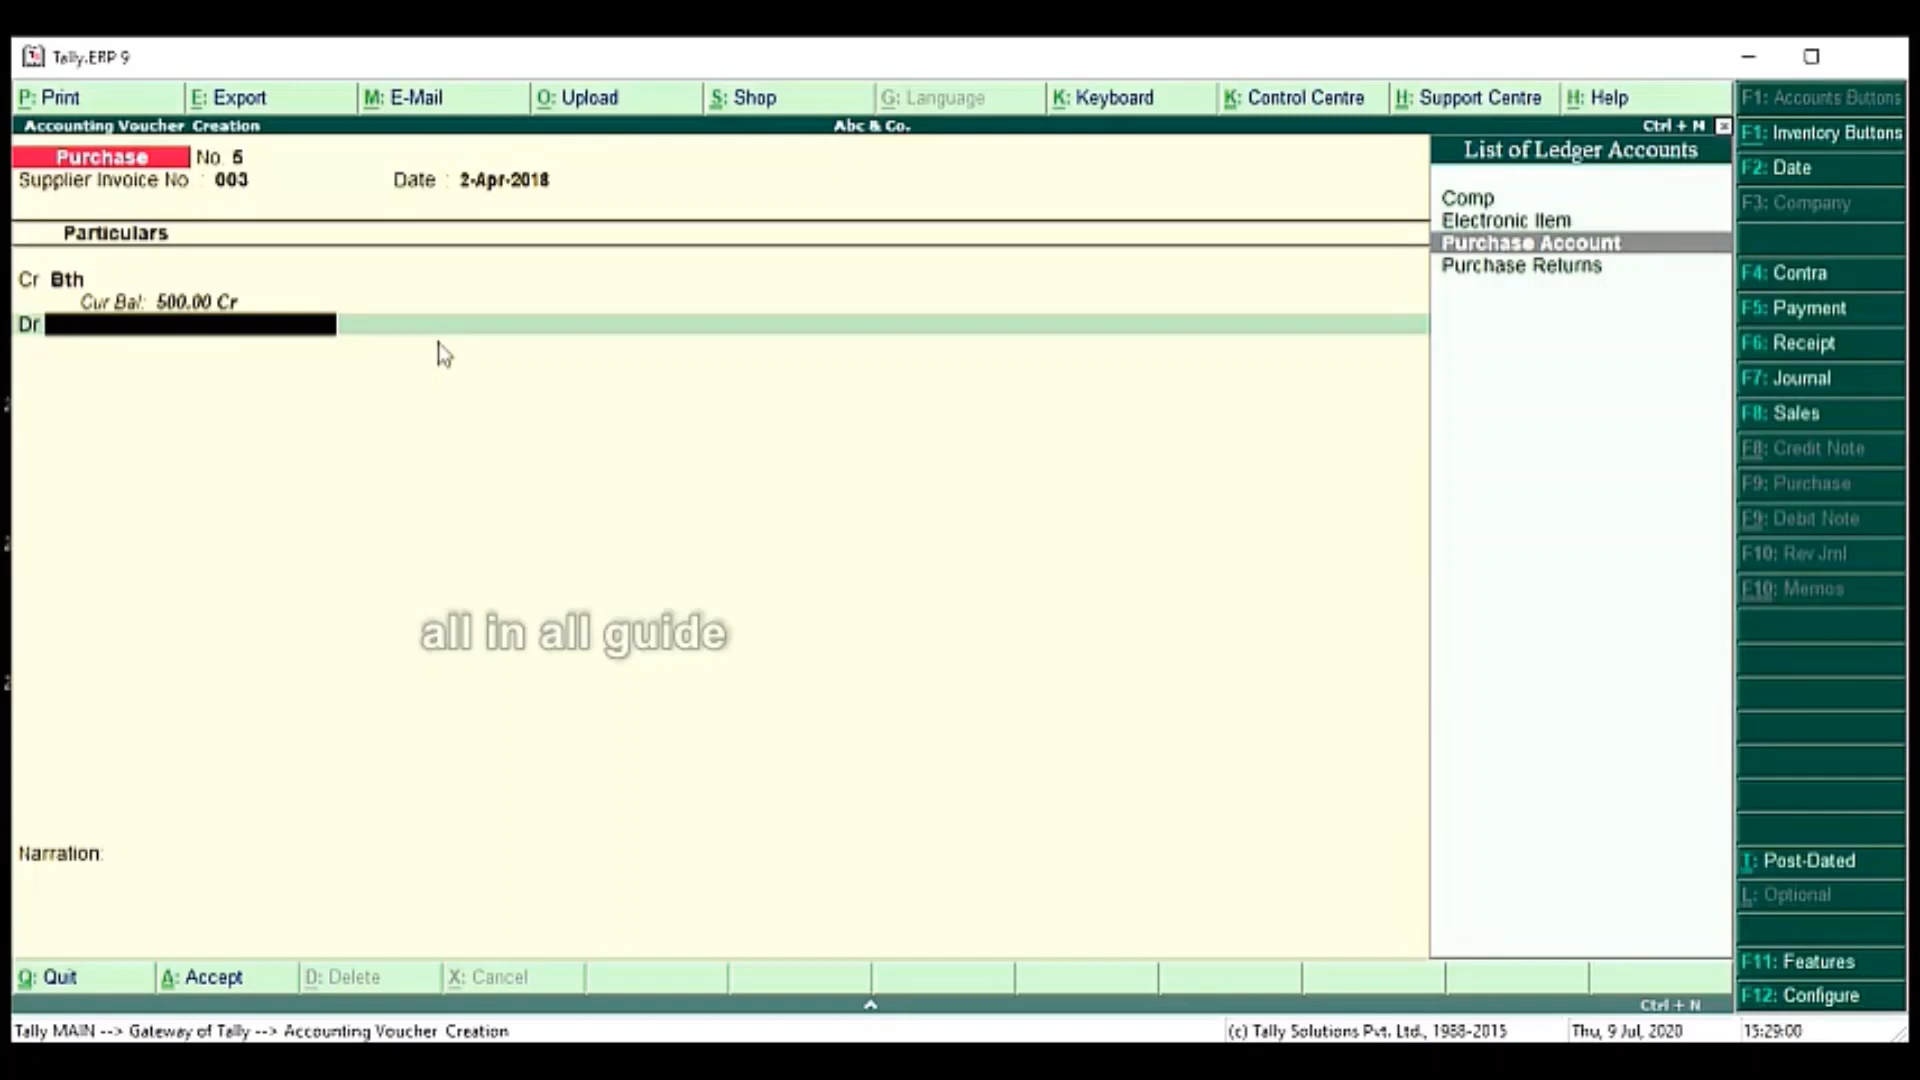 Tally.ERP 9
P: Print E: Export M: E-Mail O: Upload S: Shop G: Language K: Keyboard K: Control Centre H: Support Centre H: Help
Accounting Voucher Creation Abc & Co. Ctrl + M
Purchase No. 5
Supplier Invoice No : 003 Date : 2-Apr-2018
Particulars
Cr Bth
Cur Bal: 500.00 Cr
Dr
List of Ledger Accounts
Comp
Electronic Item
Purchase Account
Purchase Returns
F1: Accounts Buttons
F1: Inventory Buttons
F2: Date
F3: Company
F4: Contra
F5: Payment
F6: Receipt
F7: Journal
F8: Sales
F8: Credit Note
F9: Purchase
F9: Debit Note
F10: Rev Jrnl
F10: Memos
T: Post-Dated
L: Optional
F11: Features
F12: Configure
all in all guide
Narration:
Q: Quit A: Accept D: Delete X: Cancel
Ctrl + N
Tally MAIN --> Gateway of Tally --> Accounting Voucher Creation (c) Tally Solutions Pvt. Ltd., 1988-2015 Thu, 9 Jul, 2020 15:29:00